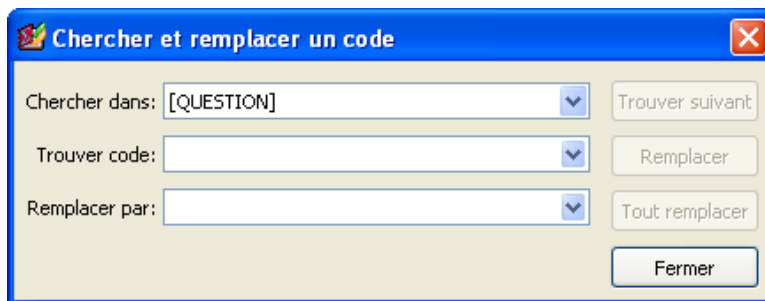 Chercher et remplacer un code
Chercher dans: [QUESTION] Trouver suivant
Trouver code: Remplacer
Remplacer par: Tout remplacer
Fermer